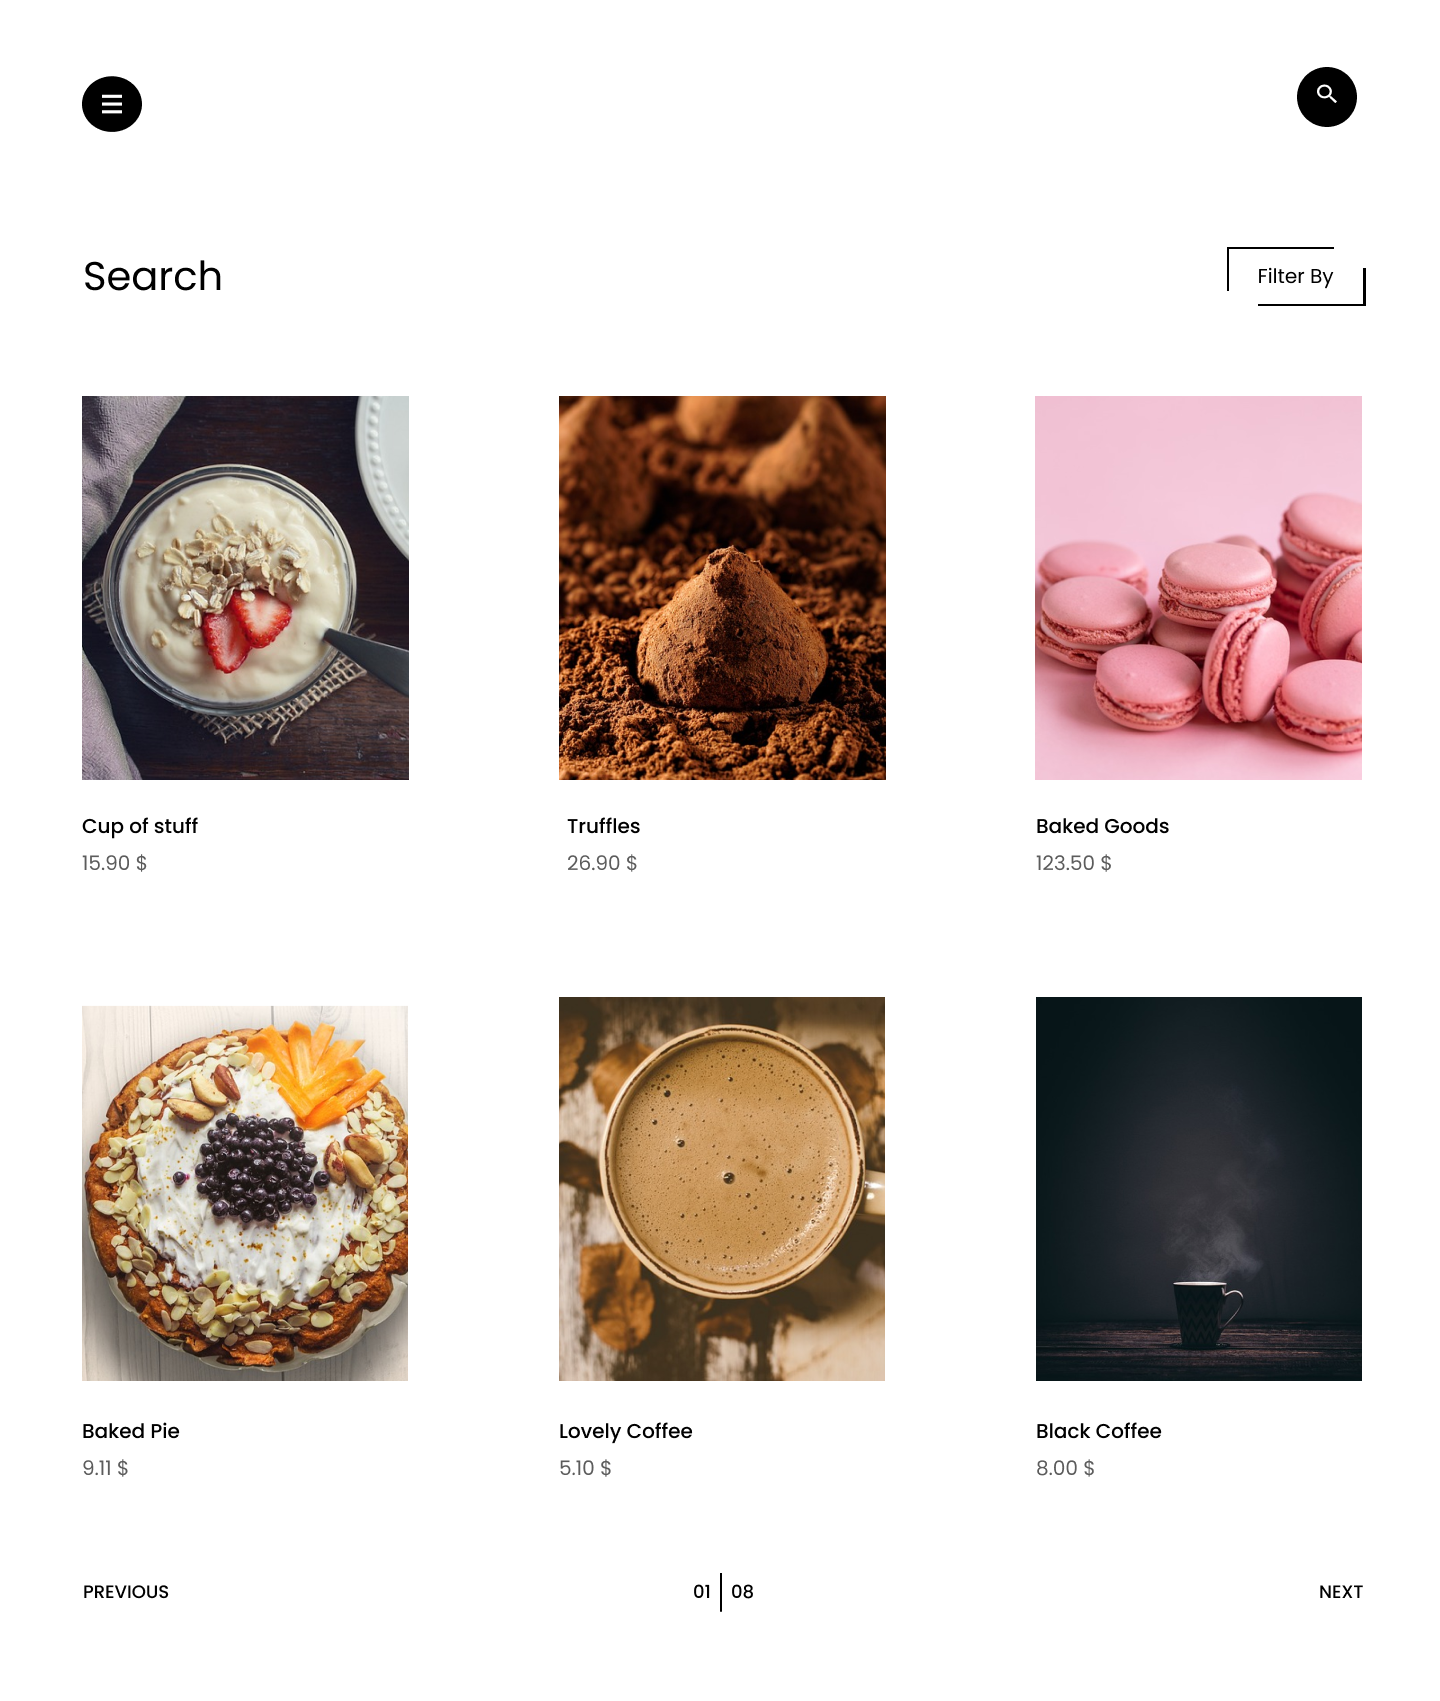 Search
Filter By
Cup of stuff
15.90 $
Truffles
26.90 $
Baked Goods
123.50 $
Baked Pie
9.11 $
Lovely Coffee
5.10 $
Black Coffee
8.00 $
PREVIOUS
01 | 08
NEXT